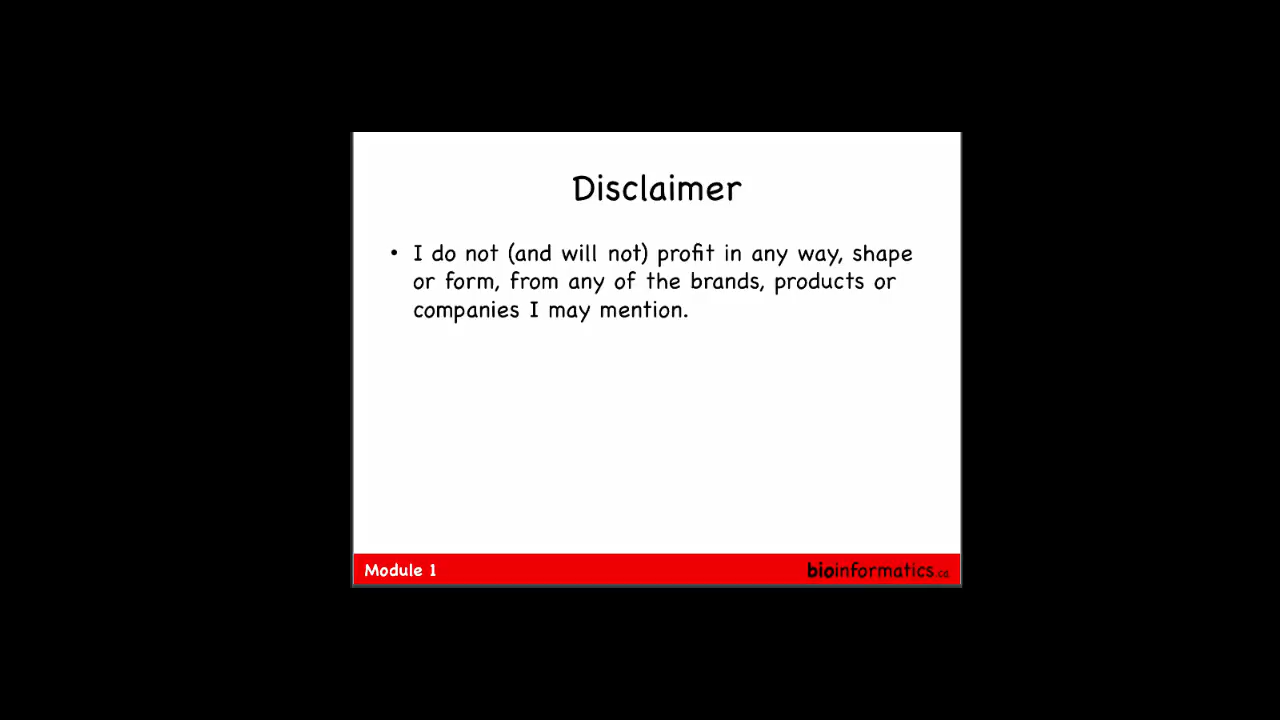 Disclaimer
• I do not (and will not) profit in any way, shape
or form, from any of the brands, products or
companies I may mention.
Module 1
bioinformatics.ca